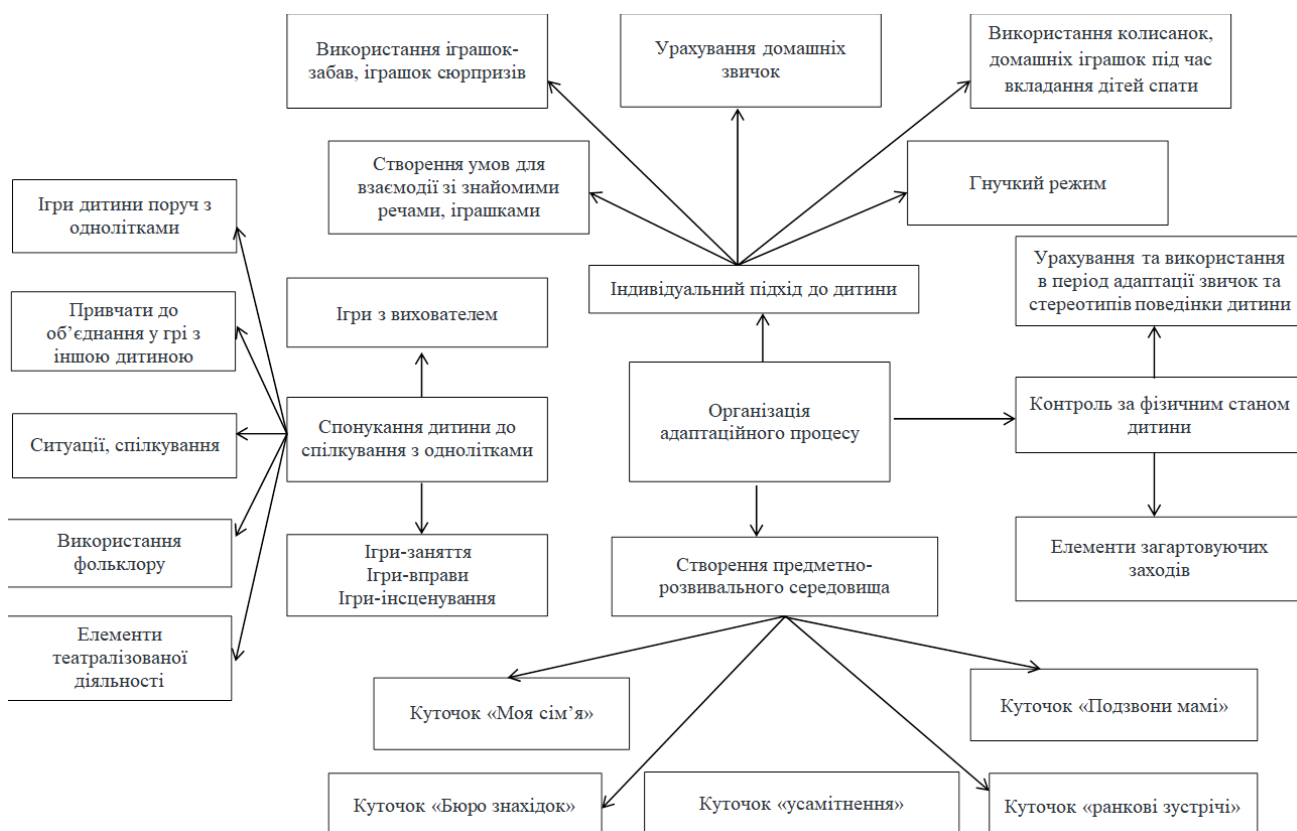 Використання іграшок-
забав, іграшок сюрпризів
Урахування домашніх
звичок
Використання колисанок,
домашніх іграшок під час
вкладання дітей спати
Створення умов для
взаємодії зі знайомими
речами, іграшками
Гнучкий режим
Ігри дитини поруч з
однолітками
Індивідуальний підхід до дитини
Урахування та використання
в період адаптації звичок та
стереотипів поведінки дитини
Привчати до
об’єднання у грі з
іншою дитиною
Ігри з вихователем
Ситуації, спілкування
Спонукання дитини до
спілкування з однолітками
Організація
адаптаційного процесу
Контроль за фізичним станом
дитини
Використання
фольклору
Ігри-заняття
Ігри-вправи
Ігри-інсценування
Створення предметно-
розвивального середовища
Елементи загартовуючих
заходів
Елементи
театралізованої
діяльності
Куточок «Моя сім’я»
Куточок «Подзвони мамі»
Куточок «Бюро знахідок»
Куточок «усамітнення»
Куточок «ранкові зустрічі»